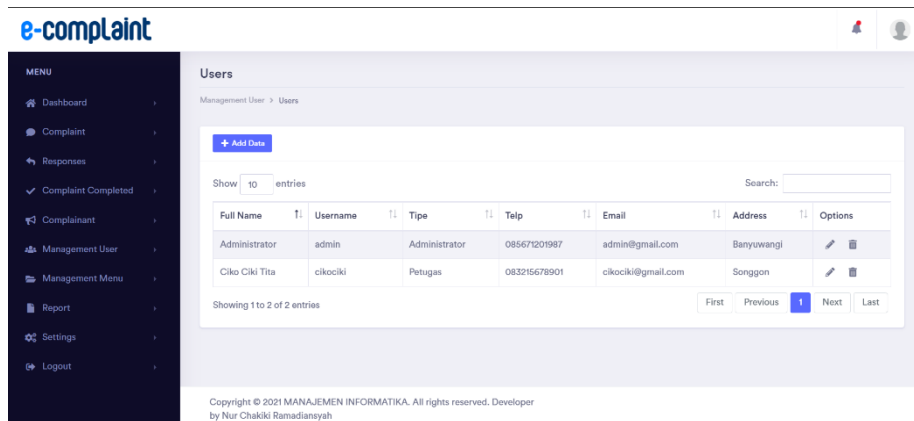 e-complaint
MENU
Dashboard
Complaint
Responses
Complaint Completed
Complainant
Management User
Management Menu
Report
Settings
Logout
Users
Management User > Users
+ Add Data
Show 10 entries
Search:
Full Name Username Tipe Telp Email Address Options
Administrator admin Administrator 085671201987 admin@gmail.com Banyuwangi
Ciko Ciki Tita cikociki Petugas 083215678901 cikociki@gmail.com Songgon
Showing 1 to 2 of 2 entries
First Previous 1 Next Last
Copyright © 2021 MANAJEMEN INFORMATIKA. All rights reserved. Developer
by Nur Chakiki Ramadiansyah